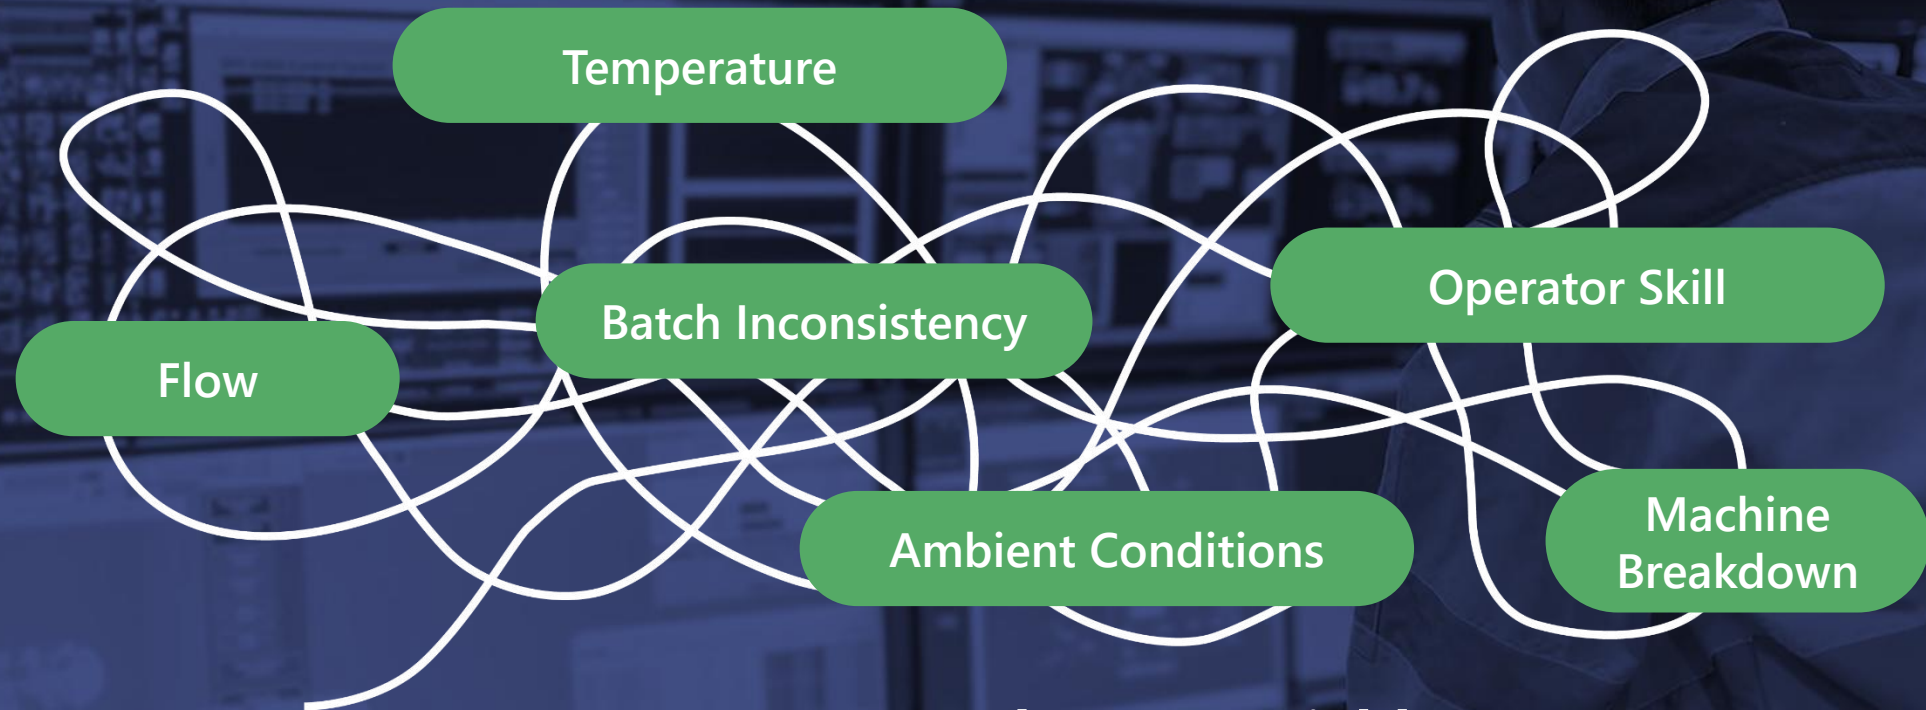 Temperature
Operator Skill
Batch Inconsistency
Flow
Machine
Breakdown
Ambient Conditions